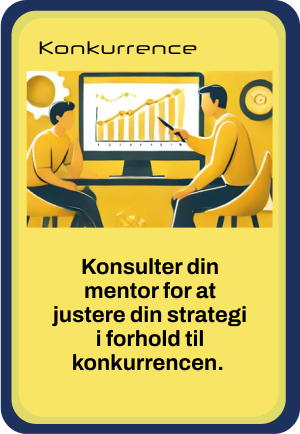 Konkurrence
Konsulter din
mentor for at
justere din strategi
i forhold til
konkurrencen.